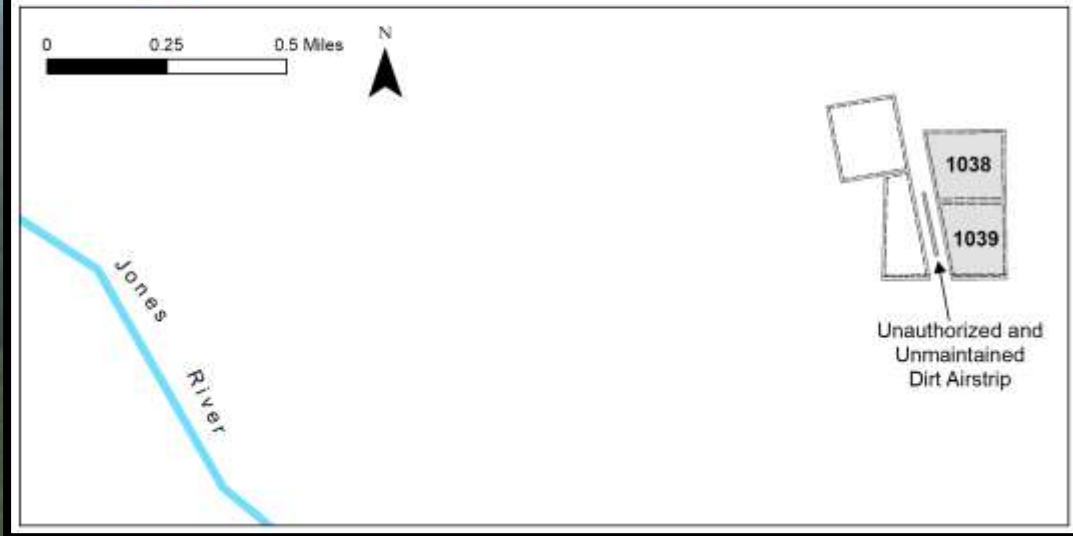 0 0.25 0.5 Miles
N
1038
1039
Jones
River
Unauthorized and
Unmaintained
Dirt Airstrip